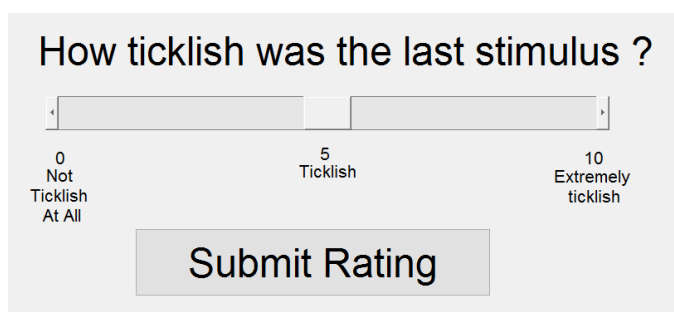 How ticklish was the last stimulus ?
0
Not
Ticklish
At All
5
Ticklish
10
Extremely
ticklish
Submit Rating